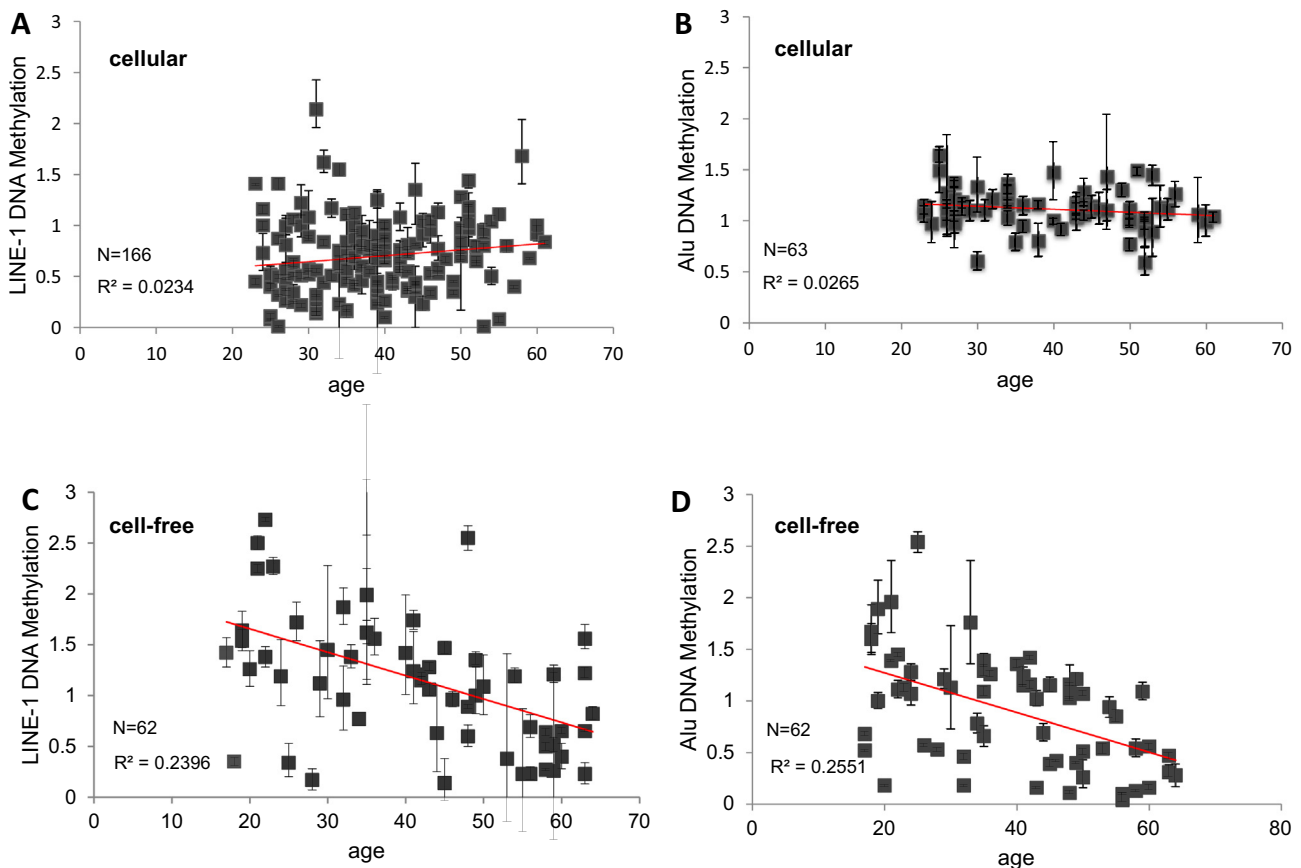 A
cellular
LINE-1 DNA Methylation
3
2.5
2
1.5
1
0.5
0
N=166
R² = 0.0234
0 10 20 30 40 50 60 70
age
B
cellular
Alu DNA Methylation
3
2.5
2
1.5
1
0.5
0
N=63
R² = 0.0265
0 10 20 30 40 50 60 70
age
C
cell-free
LINE-1 DNA Methylation
3
2.5
2
1.5
1
0.5
0
N=62
R² = 0.2396
0 10 20 30 40 50 60 70
age
D
cell-free
Alu DNA Methylation
3
2.5
2
1.5
1
0.5
0
N=62
R² = 0.2551
0 20 40 60 80
age